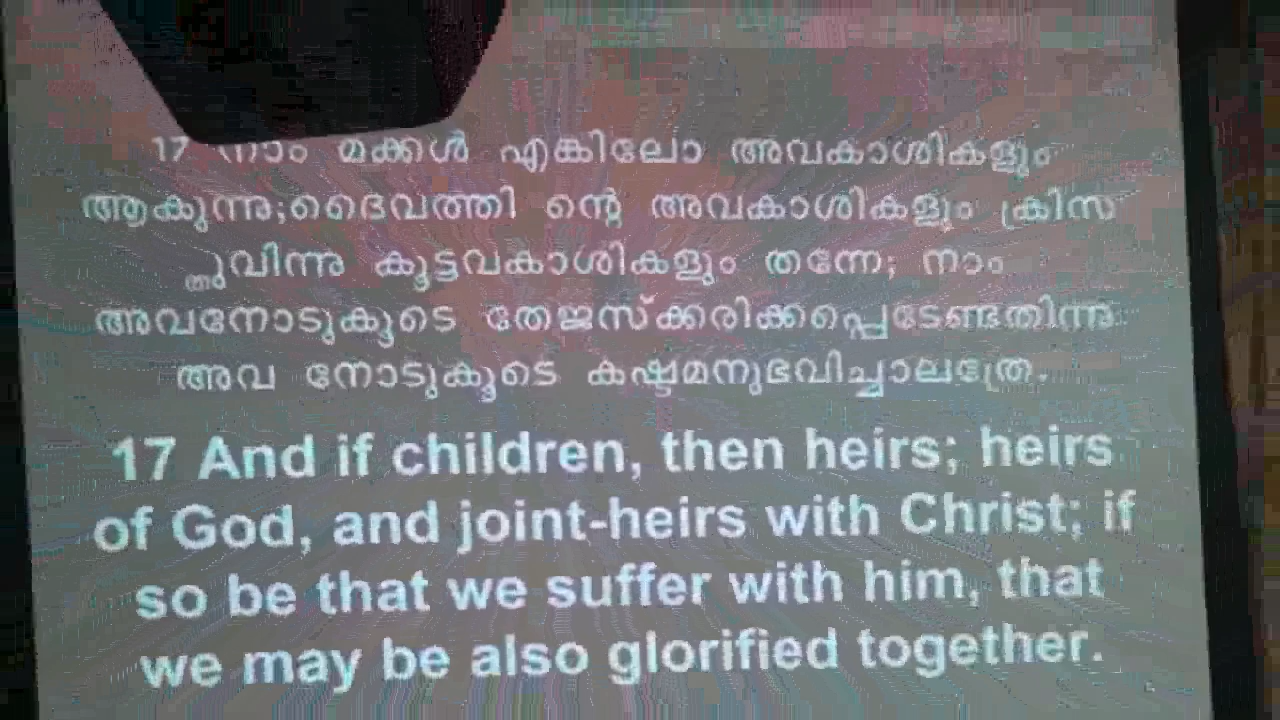 17 നാം മക്കൾ എങ്കിലോ അവകാശികളും
ആകുന്നു;ദൈവത്തി ന്റെ അവകാശികളും ക്രിസ
്തുവിന്നു കൂട്ടവകാശികളും തന്നേ; നാം
അവനോടുകൂടെ തേജസ്ക്കരിക്കപ്പെടേണ്ടതിന്നു
അവ നോടുകൂടെ കഷ്ടമനുഭവിച്ചാലത്രേ.
17 And if children, then heirs; heirs
of God, and joint-heirs with Christ; if
so be that we suffer with him, that
we may be also glorified together.